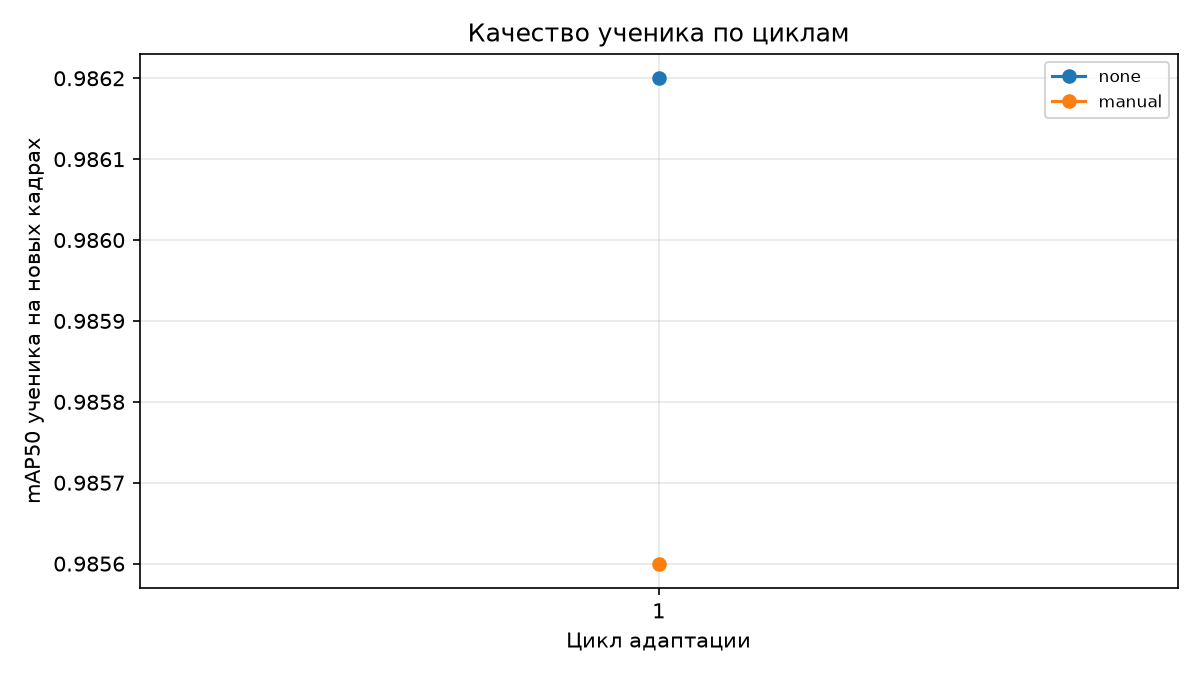 Качество ученика по циклам
none
manual
mAP50 ученика на новых кадрах
0.9862
0.9861
0.9860
0.9859
0.9858
0.9857
0.9856
1
Цикл адаптации